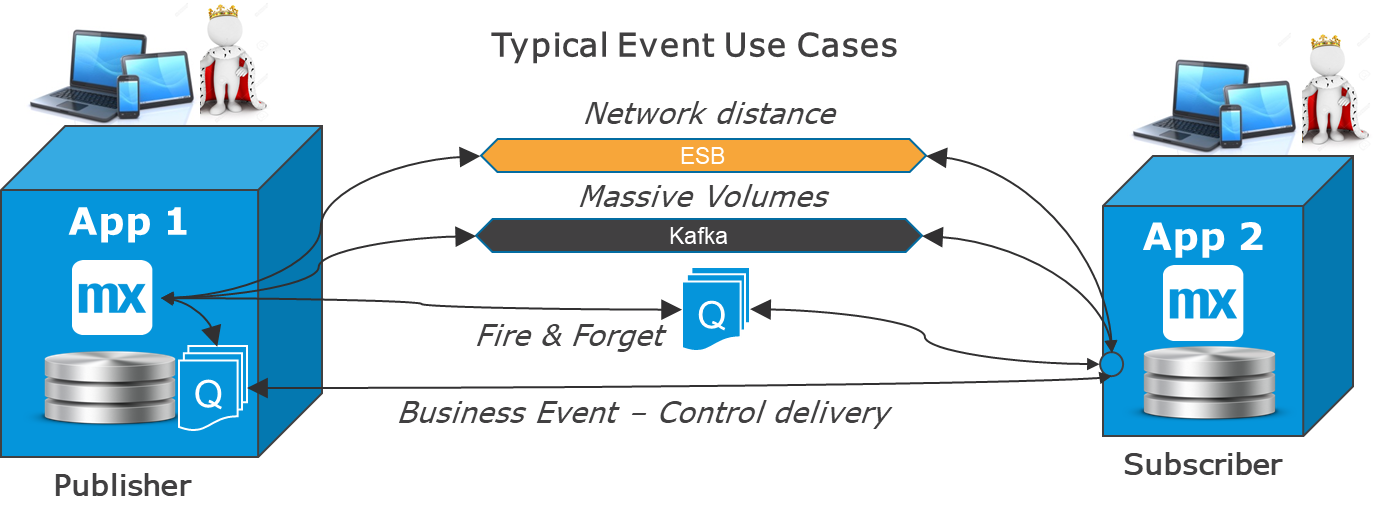 Typical Event Use Cases
Network distance
ESB
Massive Volumes
Kafka
App 1
mx
Q
Q
Fire & Forget
Business Event – Control delivery
App 2
mx
Publisher
Subscriber